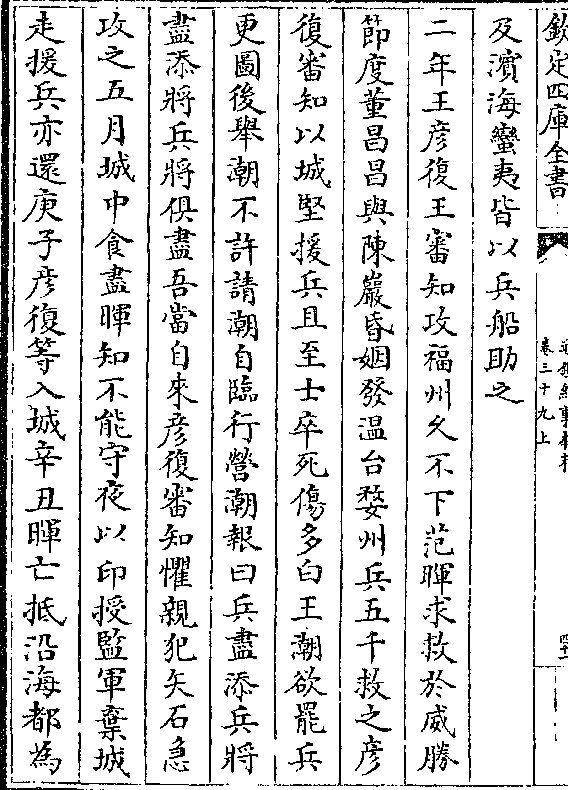 欽定四庫全書
卷三十九上
及濱海蠻夷皆以兵船助之
二年王彦復王審知攻福州乆不下范暉求救於威勝
節度董昌昌與陳巖昏姻發温台婺州兵五千救之彦
復審知以城堅援兵且至士卒死傷多白王潮欲罷兵
更圖後舉潮不許請潮自臨行營潮報曰兵盡添兵將
盡添將兵將俱盡吾當自來彦復審知懼親犯矢石急
攻之五月城中食盡暉知不能守夜以印授監軍棄城
走援兵亦還庚子彦復等入城辛丑暉亡抵沿海都為